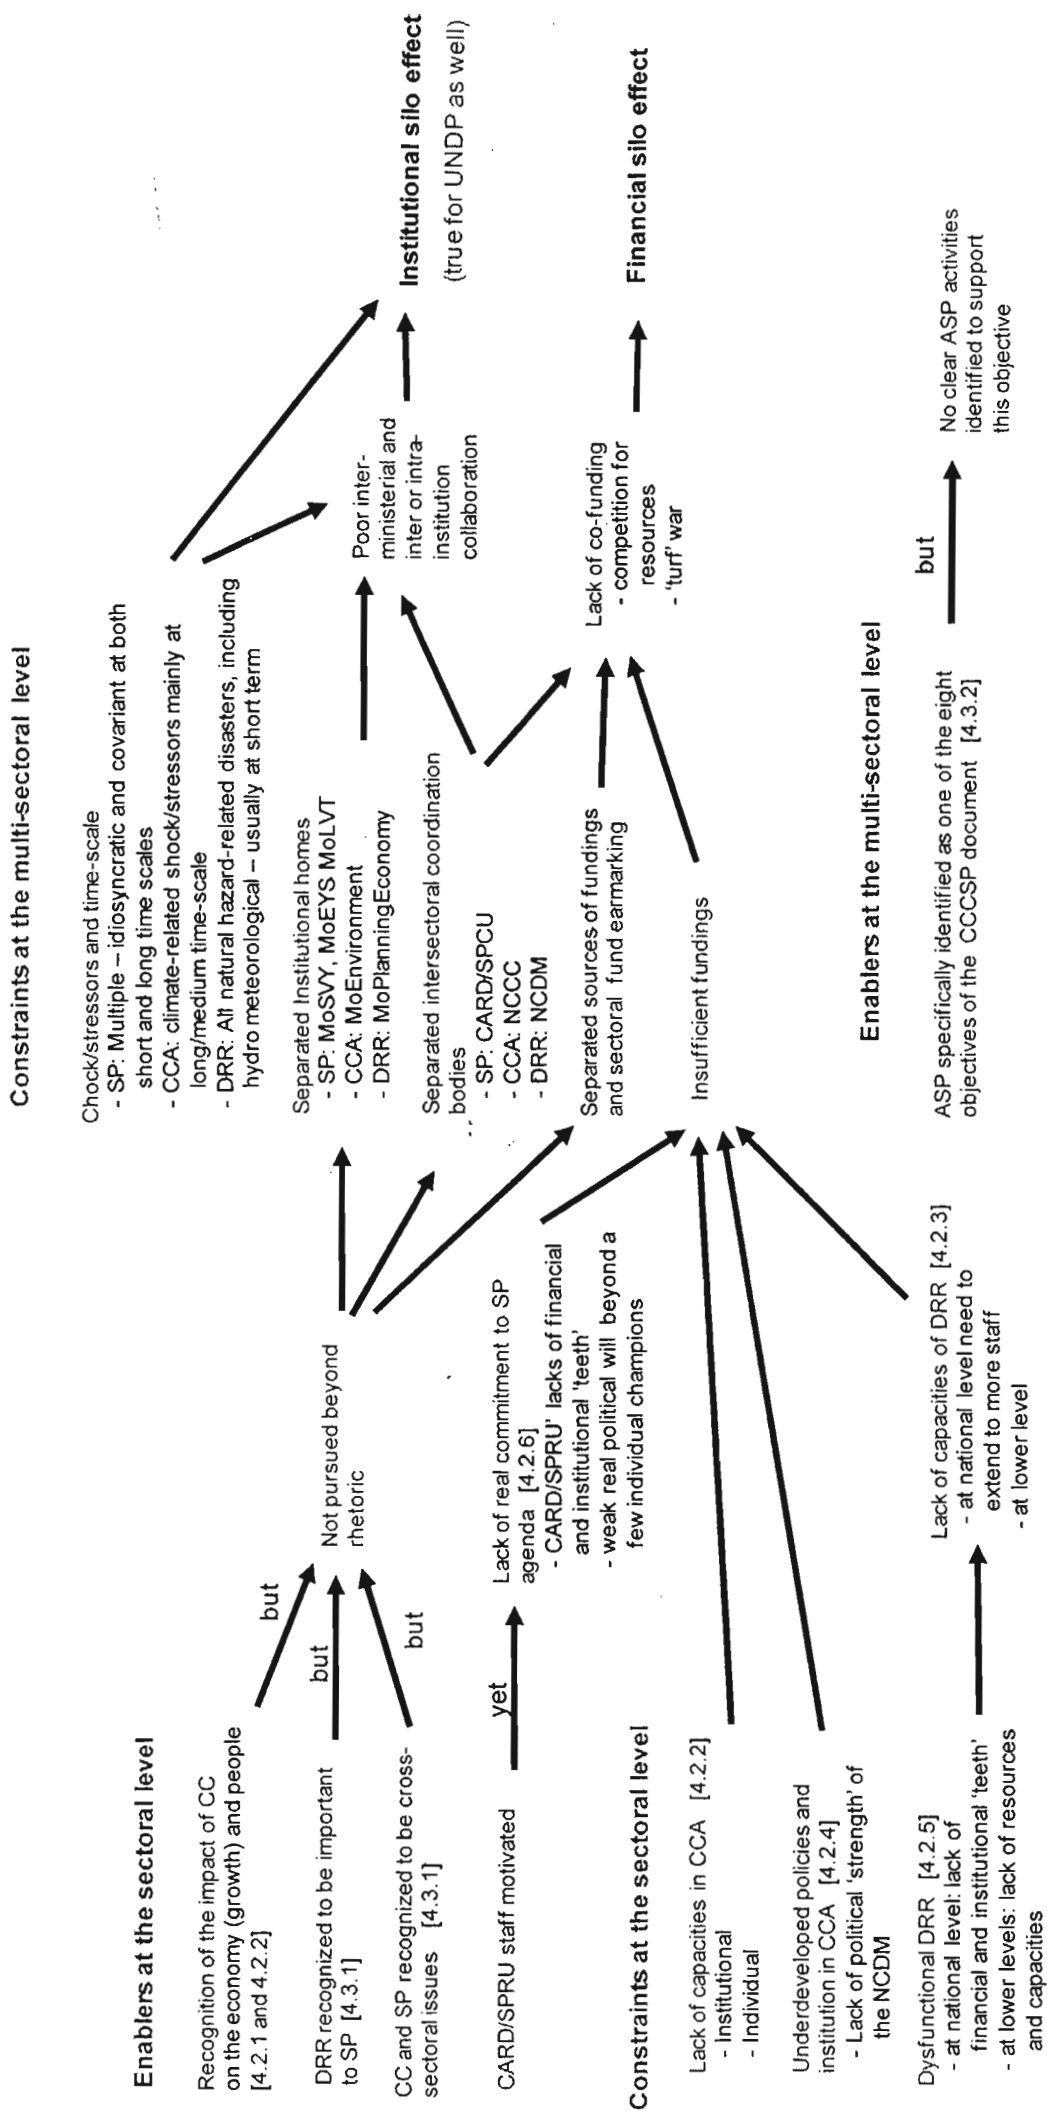 Enablers at the sectoral level
Recognition of the impact of CC
on the economy (growth) and people
[4.2.1 and 4.2.2]
but
DRR recognized to be important
to SP [4.3.1]
but
CC and SP recognized to be cross-
sectoral issues [4.3.1]
but
Not pursued beyond
rhetoric
CARD/SPRU staff motivated
yet
Lack of real commitment to SP
agenda [4.2.6]
- CARD/SPRU' lacks of financial
and institutional 'teeth'
- weak real political will beyond a
few individual champions
Constraints at the sectoral level
Lack of capacities in CCA [4.2.2]
- Institutional
- Individual
Underdeveloped policies and
institution in CCA [4.2.4]
- Lack of political 'strength' of
the NCDM
Dysfunctional DRR [4.2.5]
- at national level: lack of
financial and institutional 'teeth'
- at lower levels: lack of resources
and capacities
Lack of capacities of DRR [4.2.3]
- at national level need to
extend to more staff
- at lower level
Constraints at the multi-sectoral level
Chock/stressors and time-scale
- SP: Multiple – idiosyncratic and covariant at both
short and long time scales
- CCA: climate-related shock/stressors mainly at
long/medium time-scale
- DRR: All natural hazard-related disasters, including
hydro meteorological – usually at short term
Separated Institutional homes
- SP: MoSVY, MoEYS MoLVT
- CCA: MoEnvironment
- DRR: MoPlanningEconomy
Separated intersectoral coordination
bodies
- SP: CARD/SPCU
- CCA: NCCC
- DRR: NCDM
Separated sources of fundings
and sectoral fund earmarking
Insufficient fundings
Poor inter-
ministerial and
inter or intra-
institution
collaboration
Lack of co-funding
- competition for
resources
- 'turf' war
Institutional silo effect
(true for UNDP as well)
Financial silo effect
Enablers at the multi-sectoral level
ASP specifically identified as one of the eight
objectives of the CCCSP document [4.3.2]
but
No clear ASP activities
identified to support
this objective